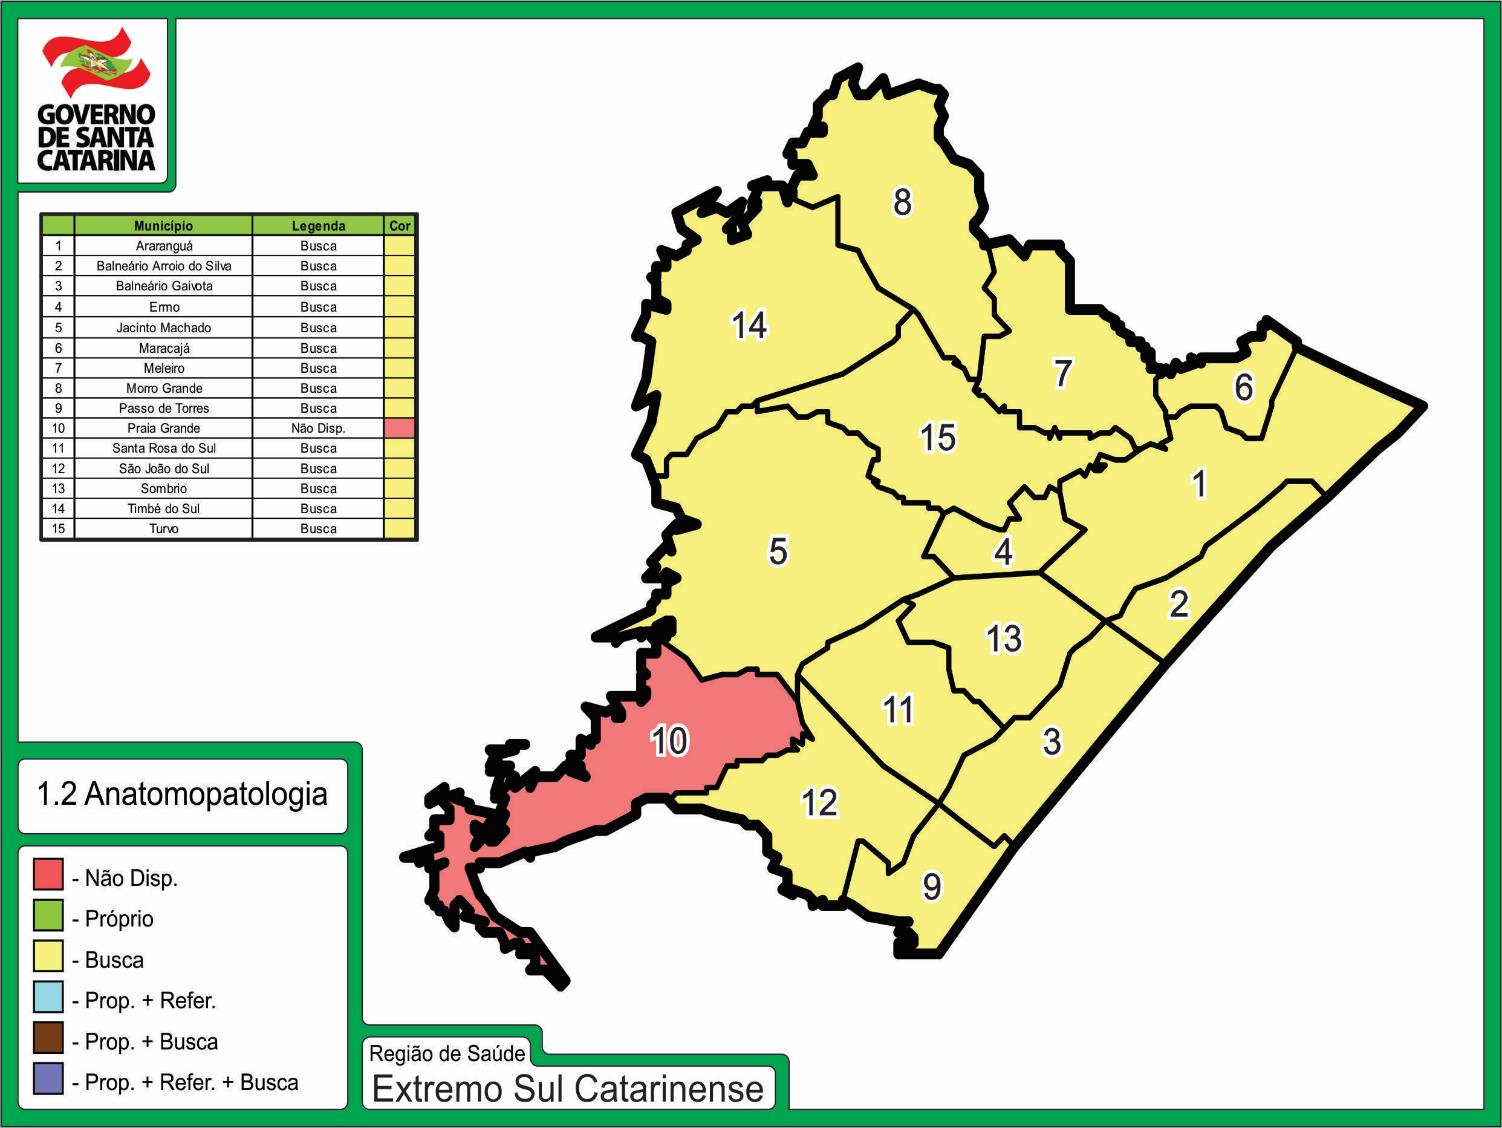 GOVERNO
DE SANTA
CATARINA
Município Legenda Cor
1 Araranguá Busca
2 Balneário Arroio do Silva Busca
3 Balneário Gaivota Busca
4 Ermo Busca
5 Jacinto Machado Busca
6 Maracajá Busca
7 Meleiro Busca
8 Morro Grande Busca
9 Passo de Torres Busca
10 Praia Grande Não Disp.
11 Santa Rosa do Sul Busca
12 São João do Sul Busca
13 Sombrio Busca
14 Timbé do Sul Busca
15 Turvo Busca
8
14
7
6
15
1
5
4
2
13
11
10
3
12
9
1.2 Anatomopatologia
- Não Disp.
- Próprio
- Busca
- Prop. + Refer.
- Prop. + Busca
- Prop. + Refer. + Busca
Região de Saúde
Extremo Sul Catarinense